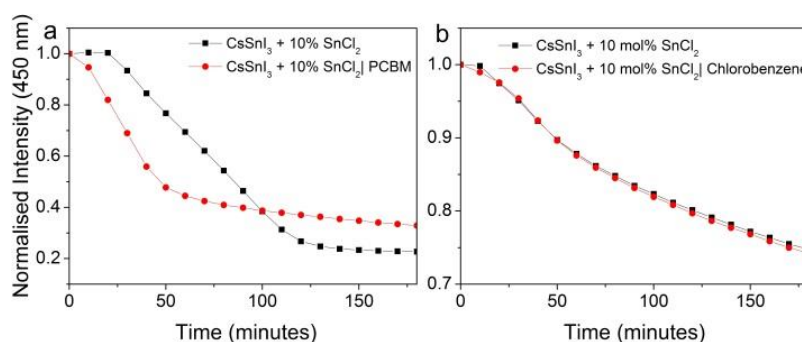 a
CsSnI₃ + 10% SnCl₂
CsSnI₃ + 10% SnCl₂| PCBM
Normalised Intensity (450 nm)
1.0
0.8
0.6
0.4
0.2
0
50
100
150
Time (minutes)
b
CsSnI₃ + 10 mol% SnCl₂
CsSnI₃ + 10 mol% SnCl₂| Chlorobenzene
1.0
0.9
0.8
0.7
0
50
100
150
Time (minutes)